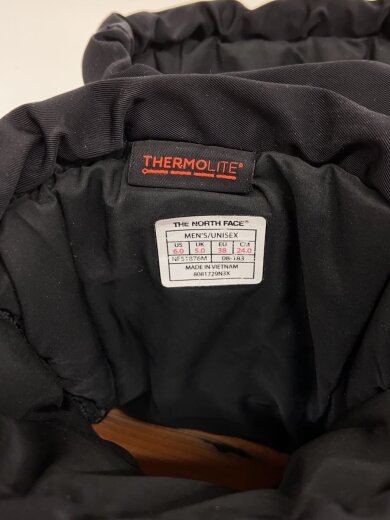 THERMOLITE®
THE NORTH FACE®
MEN'S/UNISEX
US UK EU C/J
6.0 5.0 38 24.0
NF51876M 08-183
MADE IN VIETNAM
8081729N3X